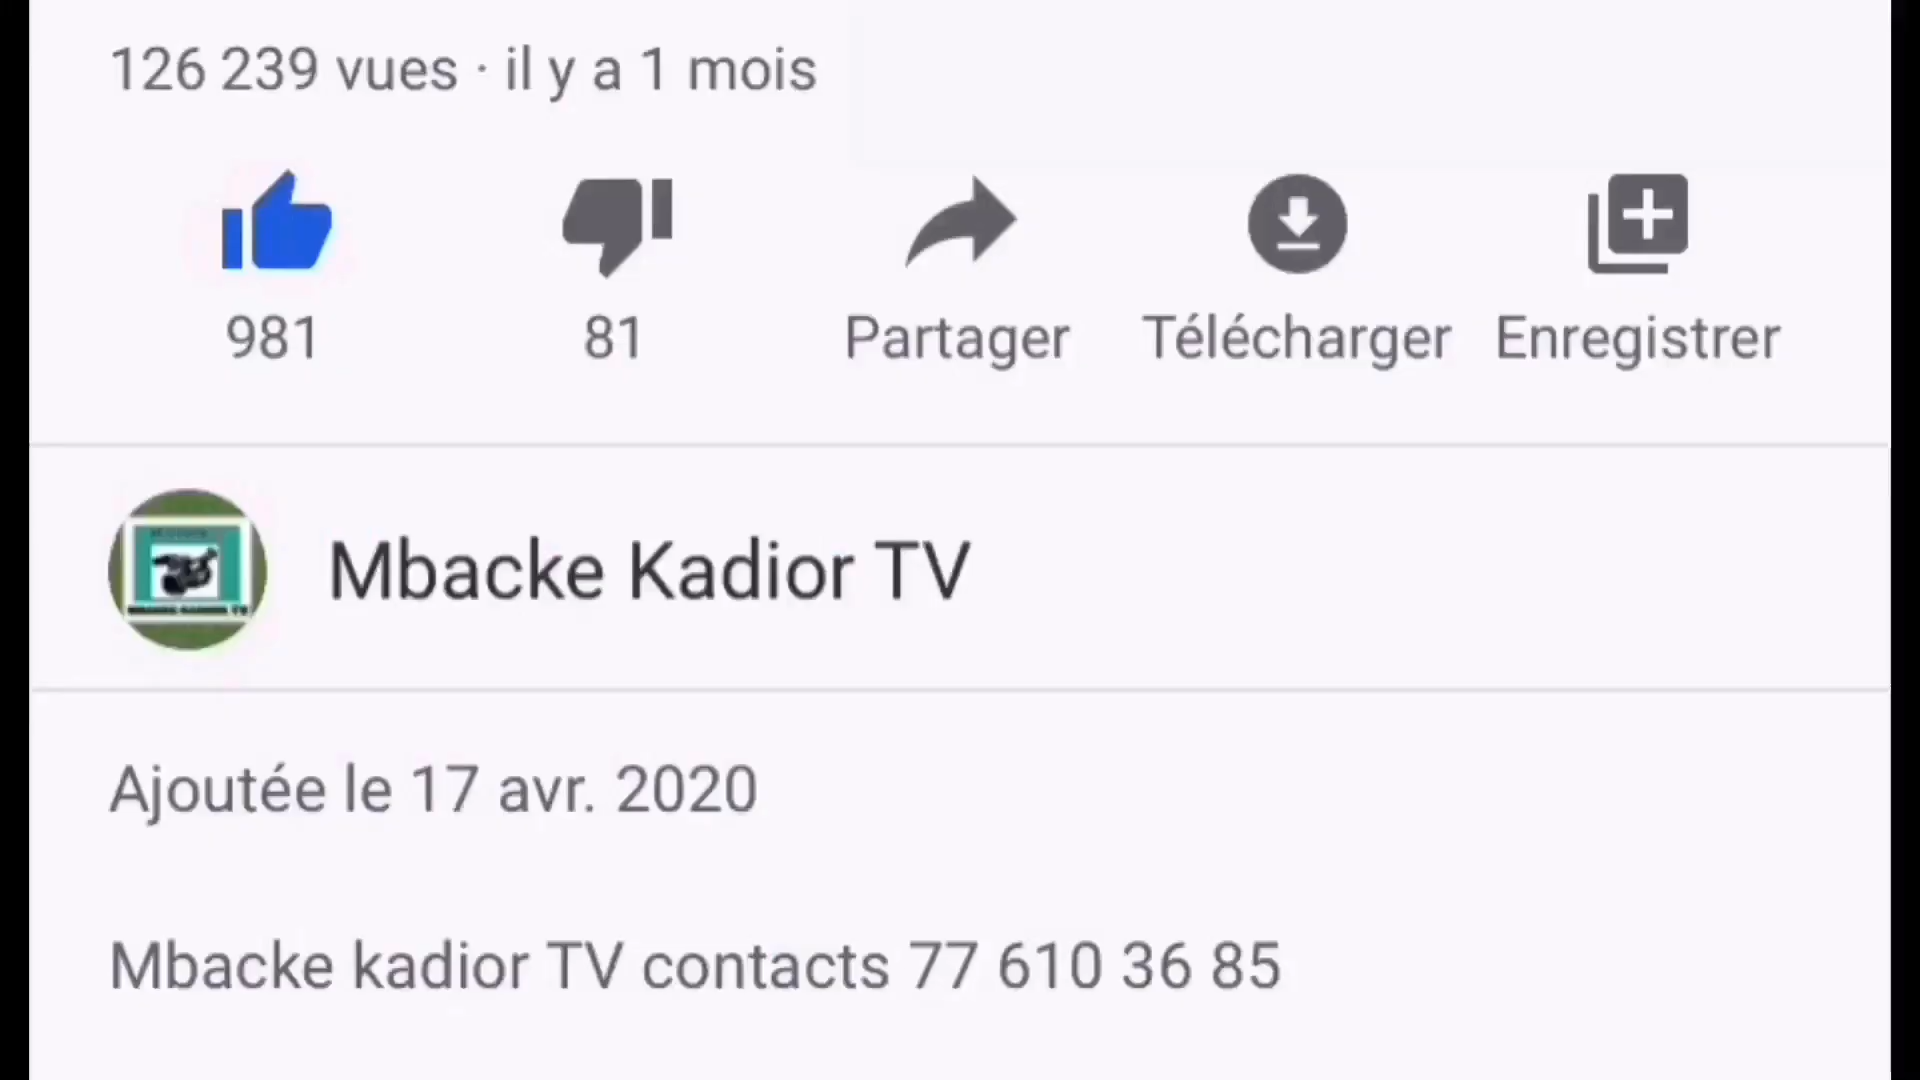 126 239 vues · il y a 1 mois
981
81
Partager
Télécharger
Enregistrer
Mbacke Kadior TV
Ajoutée le 17 avr. 2020
Mbacke kadior TV contacts 77 610 36 85